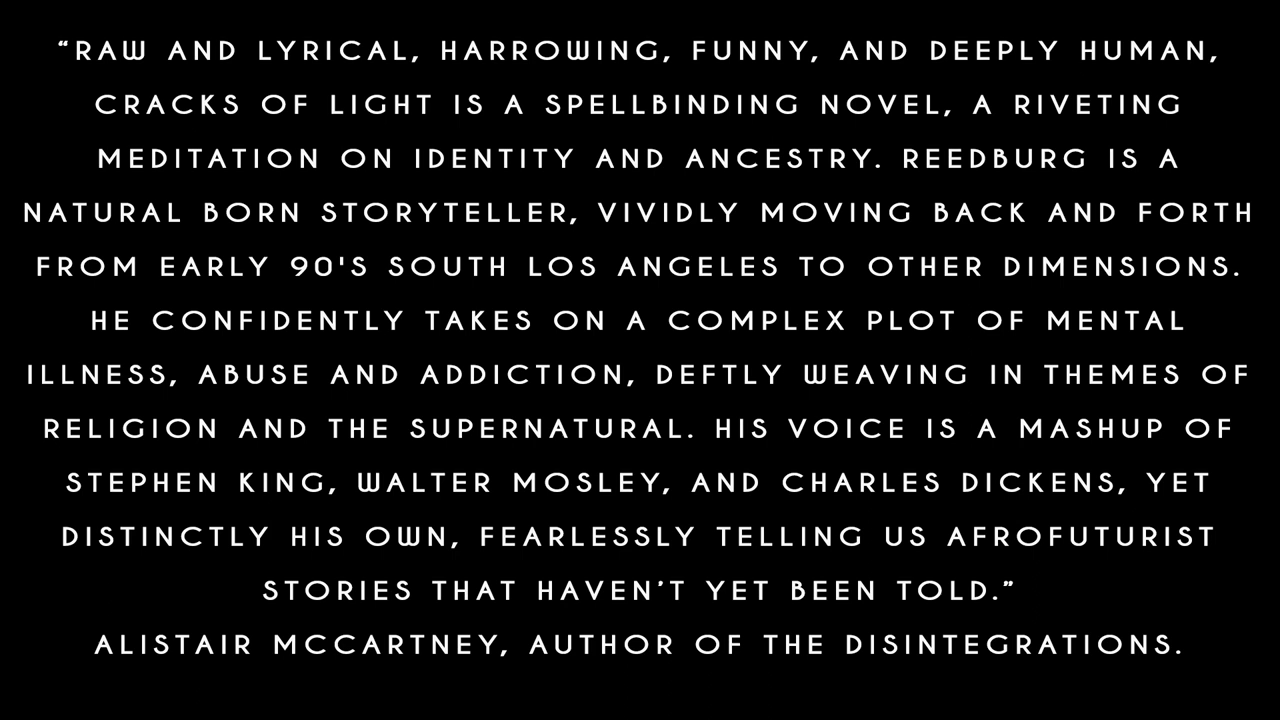 “RAW AND LYRICAL, HARROWING, FUNNY, AND DEEPLY HUMAN,
CRACKS OF LIGHT IS A SPELLBINDING NOVEL, A RIVETING
MEDITATION ON IDENTITY AND ANCESTRY. REEDBURG IS A
NATURAL BORN STORYTELLER, VIVIDLY MOVING BACK AND FORTH
FROM EARLY 90'S SOUTH LOS ANGELES TO OTHER DIMENSIONS.
HE CONFIDENTLY TAKES ON A COMPLEX PLOT OF MENTAL
ILLNESS, ABUSE AND ADDICTION, DEFTLY WEAVING IN THEMES OF
RELIGION AND THE SUPERNATURAL. HIS VOICE IS A MASHUP OF
STEPHEN KING, WALTER MOSLEY, AND CHARLES DICKENS, YET
DISTINCTLY HIS OWN, FEARLESSLY TELLING US AFROFUTURIST
STORIES THAT HAVEN’T YET BEEN TOLD.”
ALISTAIR MCCARTNEY, AUTHOR OF THE DISINTEGRATIONS.